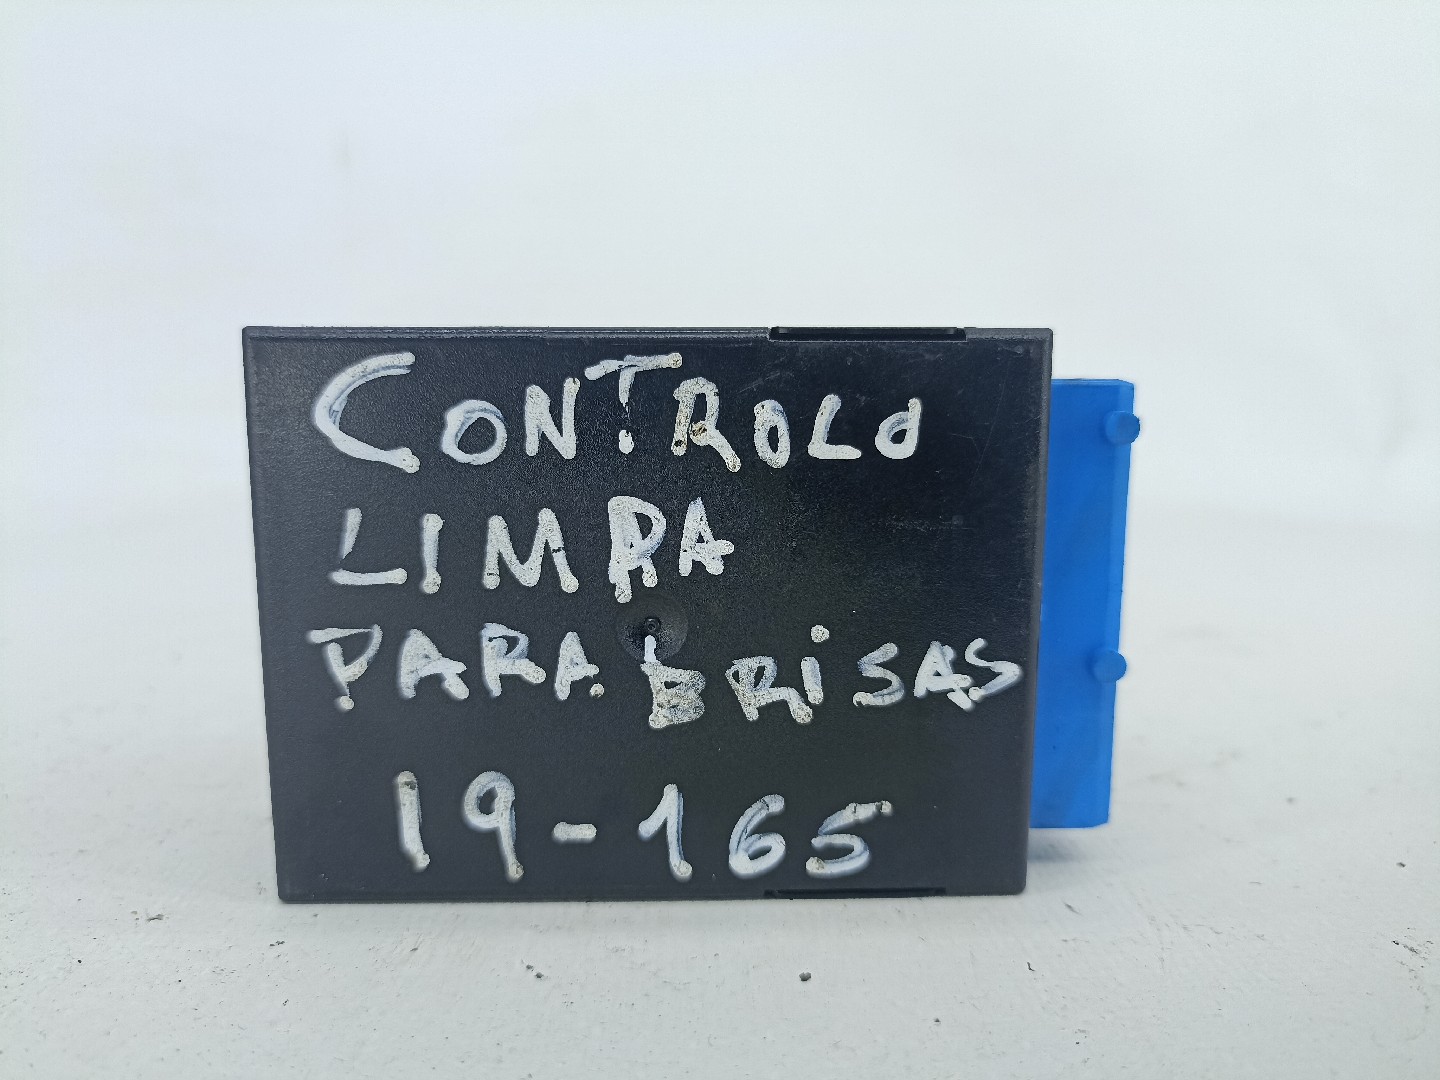 CONTROLO
LIMPA
PARA BRiSAS
19-165